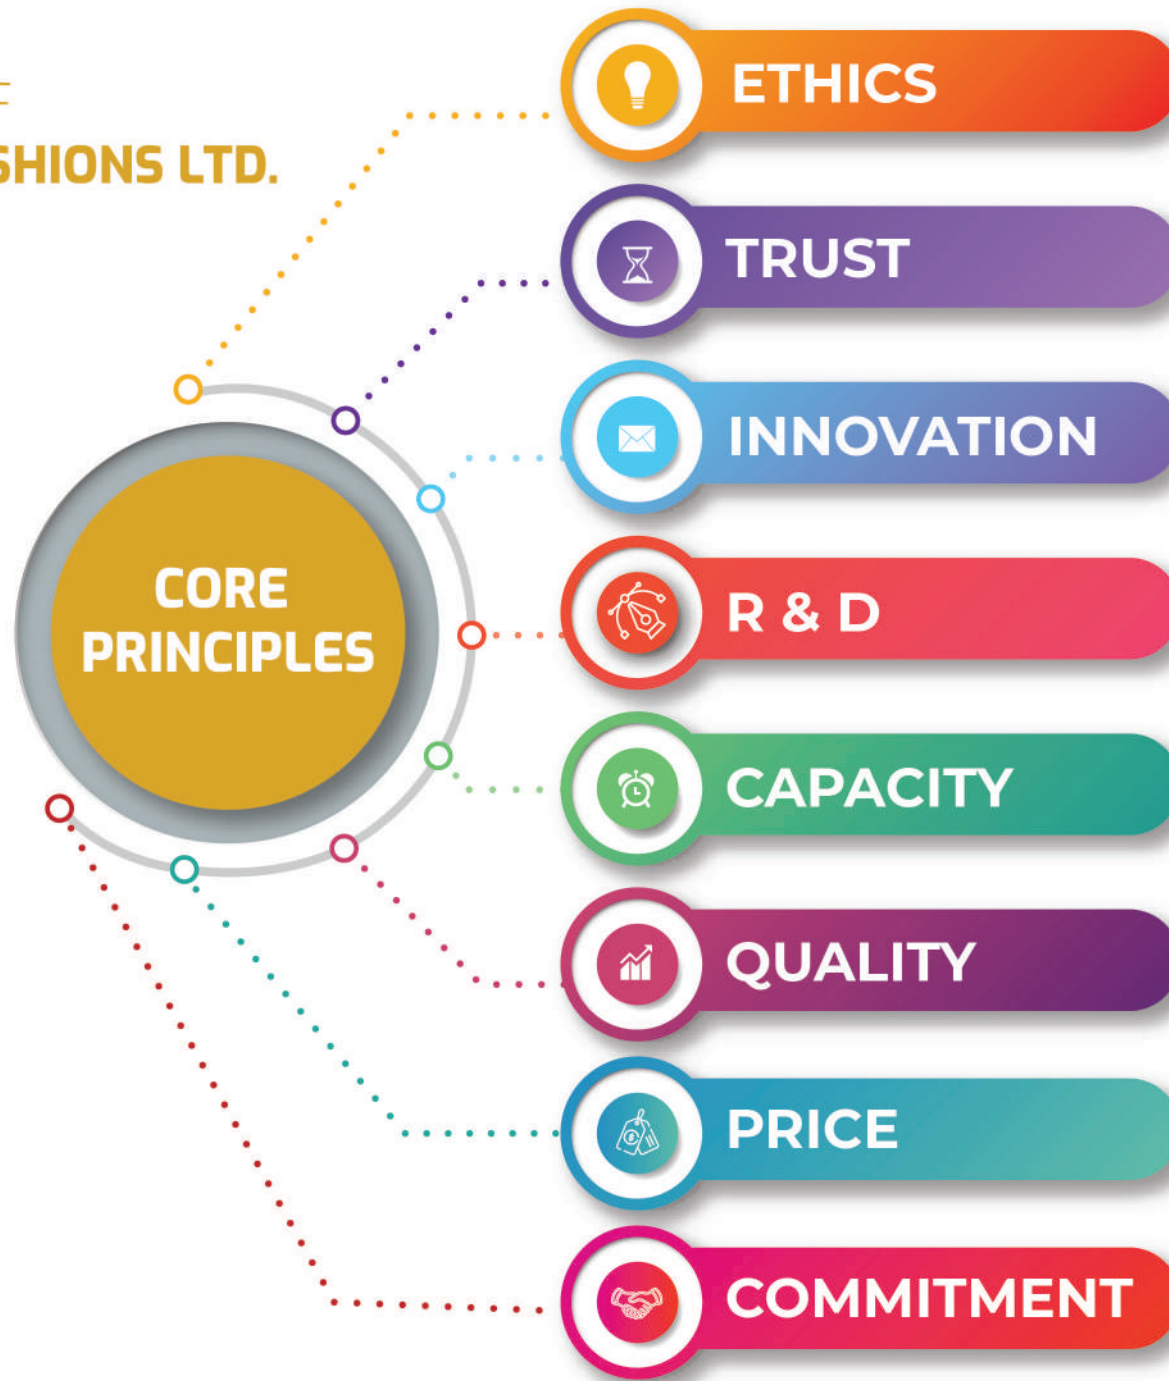 SHIONS LTD.
CORE
PRINCIPLES
ETHICS
TRUST
INNOVATION
R & D
CAPACITY
QUALITY
PRICE
COMMITMENT